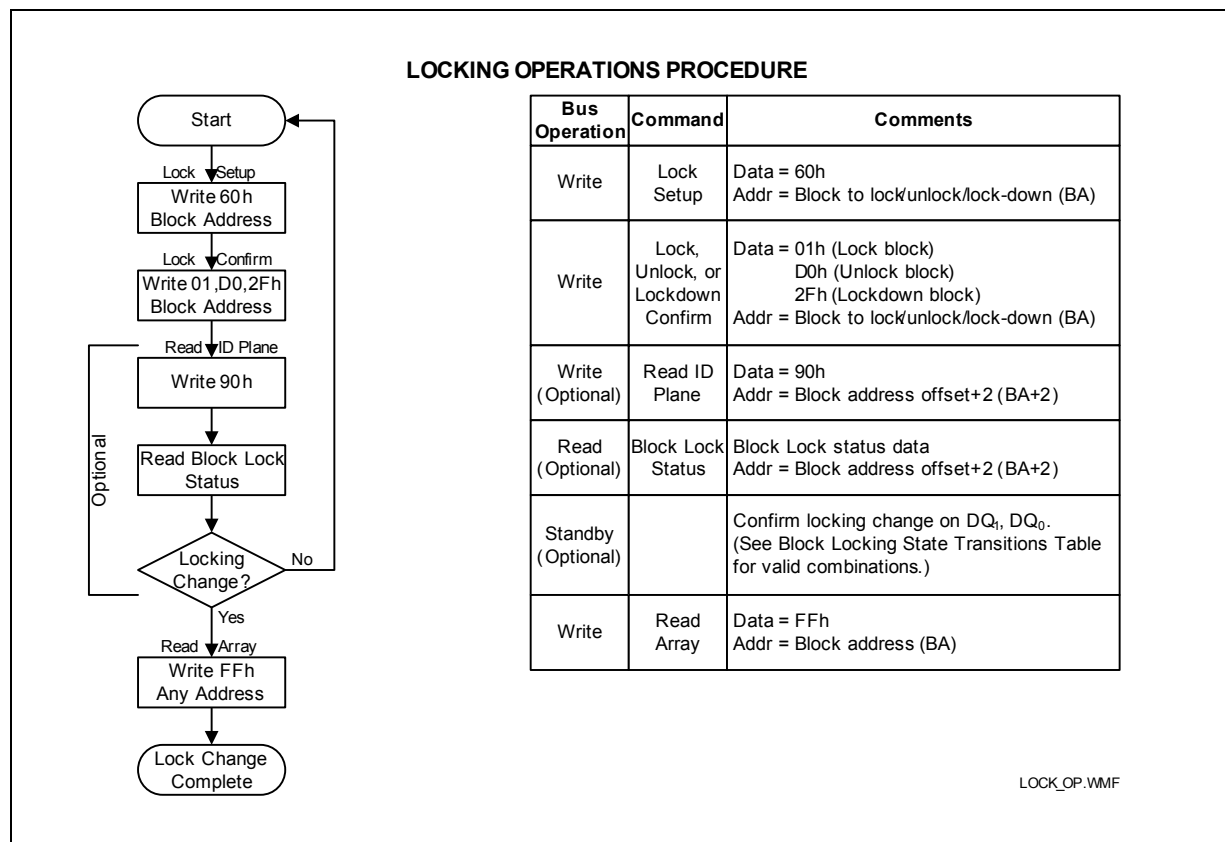 LOCKING OPERATIONS PROCEDURE
Start
Lock Setup
Write 60h
Block Address
Lock Confirm
Write 01,D0,2Fh
Block Address
Read ID Plane
Write 90h
Optional
Read Block Lock
Status
Locking
Change?
No
Yes
Read Array
Write FFh
Any Address
Lock Change
Complete
Bus
Operation
Command
Comments
Write
Lock
Setup
Data = 60h
Addr = Block to lock/unlock/lock-down (BA)
Write
Lock,
Unlock, or
Lockdown
Confirm
Data = 01h (Lock block)
D0h (Unlock block)
2Fh (Lockdown block)
Addr = Block to lock/unlock/lock-down (BA)
Write
(Optional)
Read ID
Plane
Data = 90h
Addr = Block address offset+2 (BA+2)
Read
(Optional)
Block Lock
Status
Block Lock status data
Addr = Block address offset+2 (BA+2)
Standby
(Optional)
Confirm locking change on DQ₁, DQ₀.
(See Block Locking State Transitions Table
for valid combinations.)
Write
Read
Array
Data = FFh
Addr = Block address (BA)
LOCK_OP.WMF